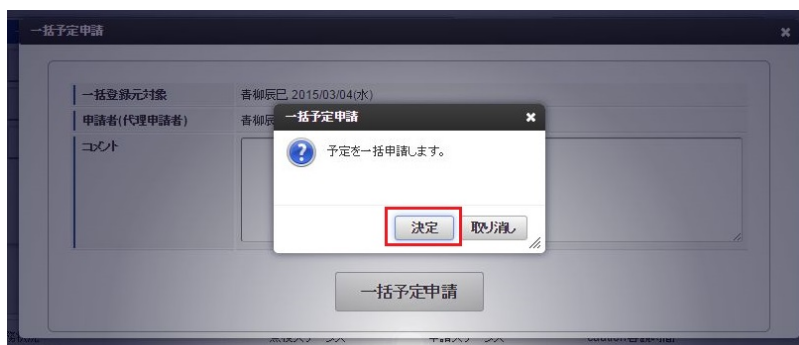 一括予定申請
一括登録元対象 青柳辰巳 2015/03/04(水)
申請者(代理申請者) 青柳辰
コメント
一括予定申請
予定を一括申請します。
決定 取り消し
一括予定申請